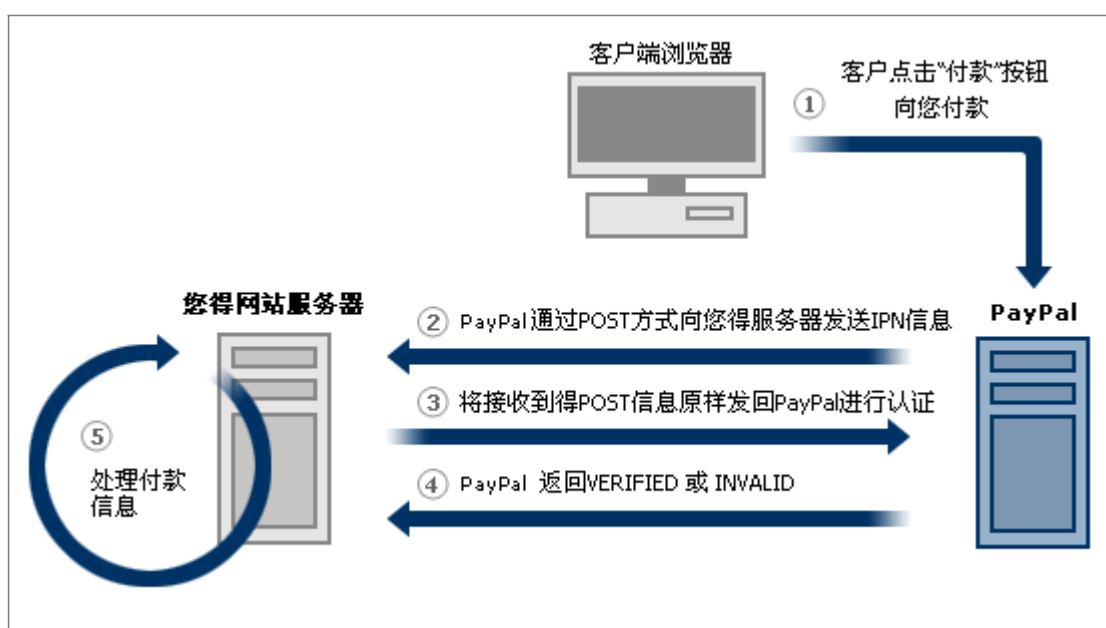 客户端浏览器
① 客户点击“付款”按钮
向您付款
您得网站服务器
PayPal
② PayPal通过POST方式向您得服务器发送IPN信息
③ 将接收到得POST信息原样发回PayPal进行认证
④ PayPal 返回VERIFIED 或 INVALID
⑤
处理付款
信息